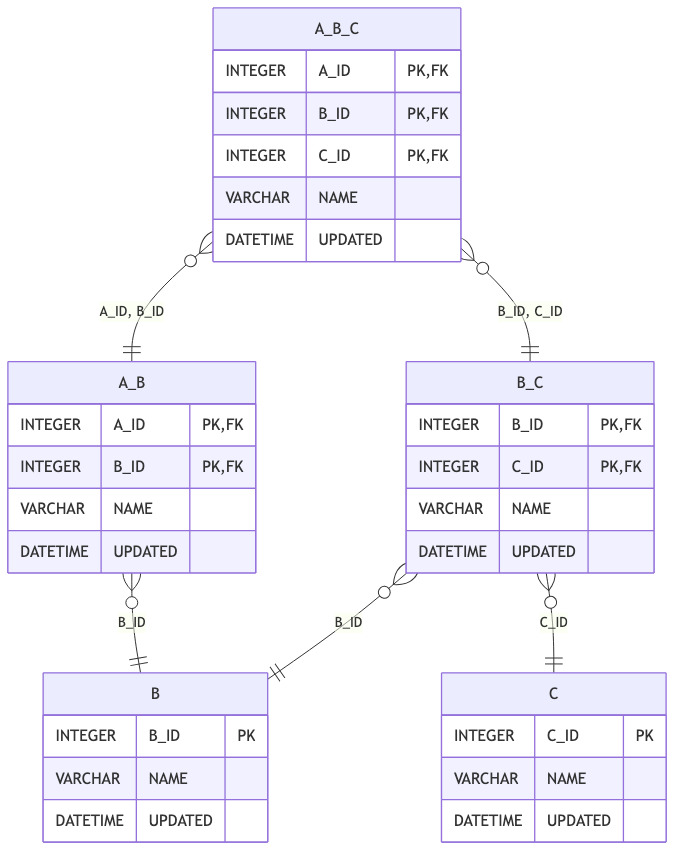 A_B_C
INTEGER A_ID PK,FK
INTEGER B_ID PK,FK
INTEGER C_ID PK,FK
VARCHAR NAME
DATETIME UPDATED
A_ID, B_ID
B_ID, C_ID
A_B
INTEGER A_ID PK,FK
INTEGER B_ID PK,FK
VARCHAR NAME
DATETIME UPDATED
B_C
INTEGER B_ID PK,FK
INTEGER C_ID PK,FK
VARCHAR NAME
DATETIME UPDATED
B_ID
B_ID
C_ID
B
INTEGER B_ID PK
VARCHAR NAME
DATETIME UPDATED
C
INTEGER C_ID PK
VARCHAR NAME
DATETIME UPDATED